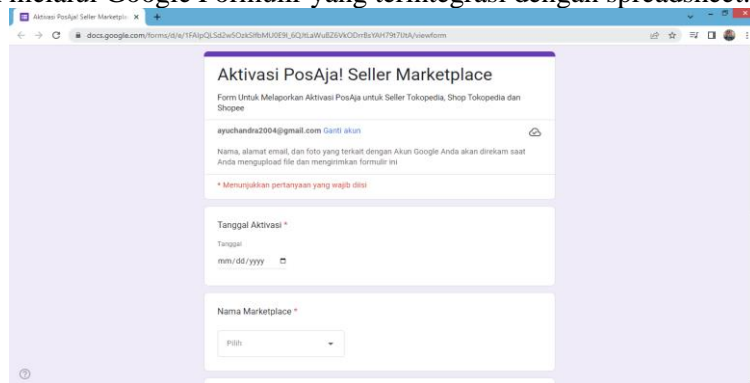 melalui Google Formulir yang terintegrasi dengan spreadsheet.
Aktivasi PosAja! Seller Marketpl
docs.google.com/forms/d/e/
/viewform
Aktivasi PosAja! Seller Marketplace
Form Untuk Melaporkan Aktivasi PosAja untuk Seller Tokopedia, Shop Tokopedia dan
Shopee
ayuchandra2004@gmail.com Ganti akun
Nama, alamat email, dan foto yang terkait dengan Akun Google Anda akan direkam saat
Anda mengupload file dan mengirimkan formulir ini
* Menunjukkan pertanyaan yang wajib diisi
Tanggal Aktivasi *
Tanggal
mm/dd/yyyy
Nama Marketplace *
Pilih